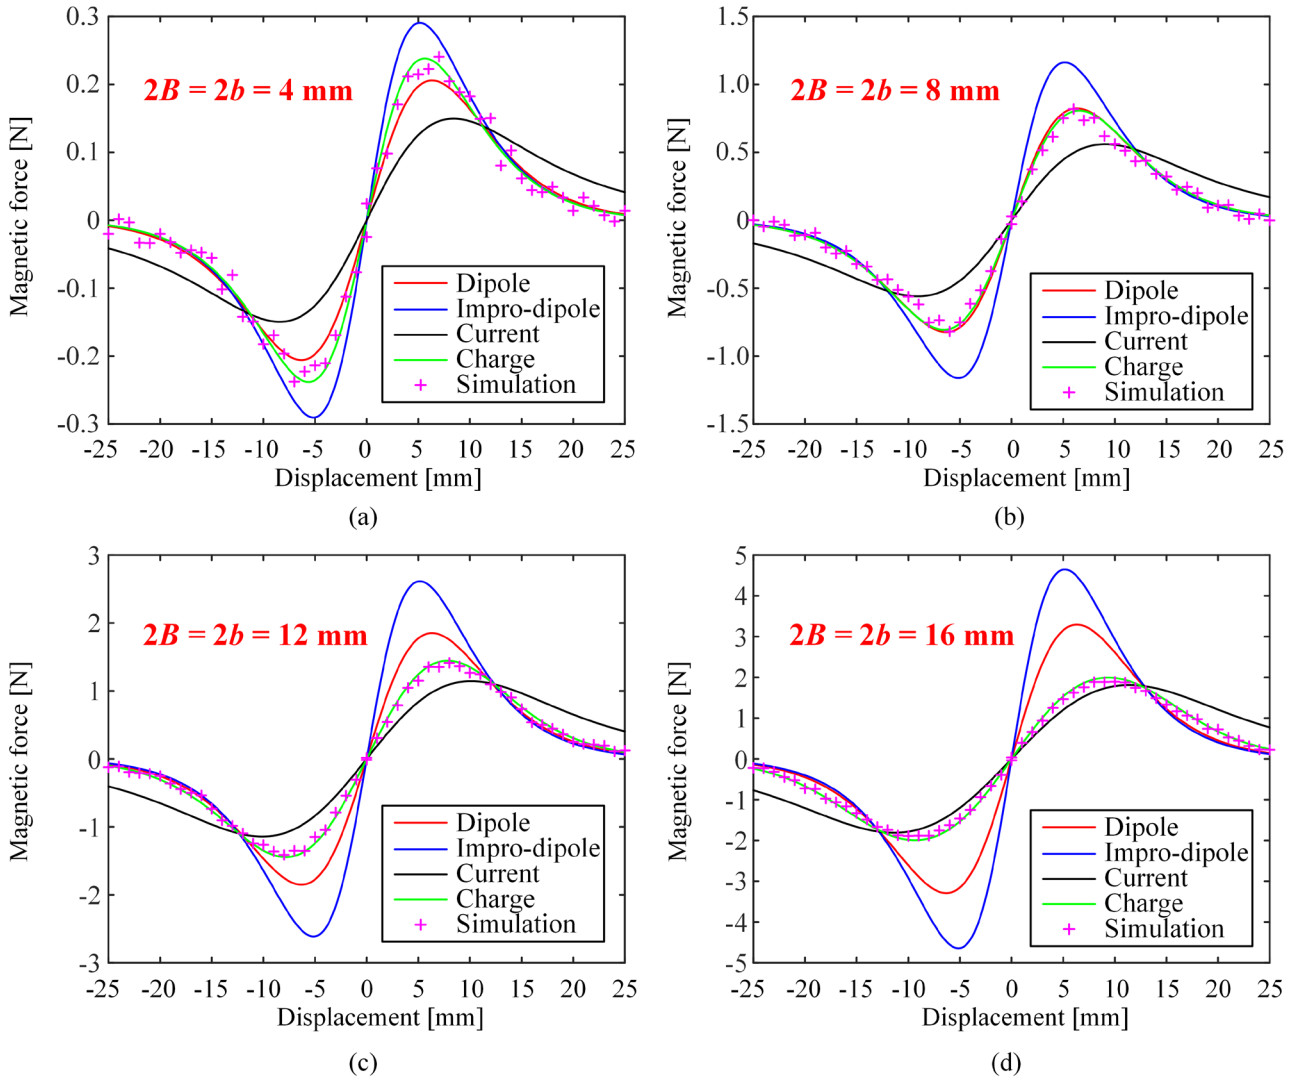 2B = 2b = 4 mm
Magnetic force [N]
0.3
0.2
0.1
0
-0.1
-0.2
-0.3
Dipole
Impro-dipole
Current
Charge
Simulation
-25 -20 -15 -10 -5 0 5 10 15 20 25
Displacement [mm]
(a)
2B = 2b = 8 mm
Magnetic force [N]
1.5
1.0
0.5
0
-0.5
-1.0
-1.5
Dipole
Impro-dipole
Current
Charge
Simulation
-25 -20 -15 -10 -5 0 5 10 15 20 25
Displacement [mm]
(b)
2B = 2b = 12 mm
Magnetic force [N]
3
2
1
0
-1
-2
-3
Dipole
Impro-dipole
Current
Charge
Simulation
-25 -20 -15 -10 -5 0 5 10 15 20 25
Displacement [mm]
(c)
2B = 2b = 16 mm
Magnetic force [N]
5
4
3
2
1
0
-1
-2
-3
-4
-5
Dipole
Impro-dipole
Current
Charge
Simulation
-25 -20 -15 -10 -5 0 5 10 15 20 25
Displacement [mm]
(d)